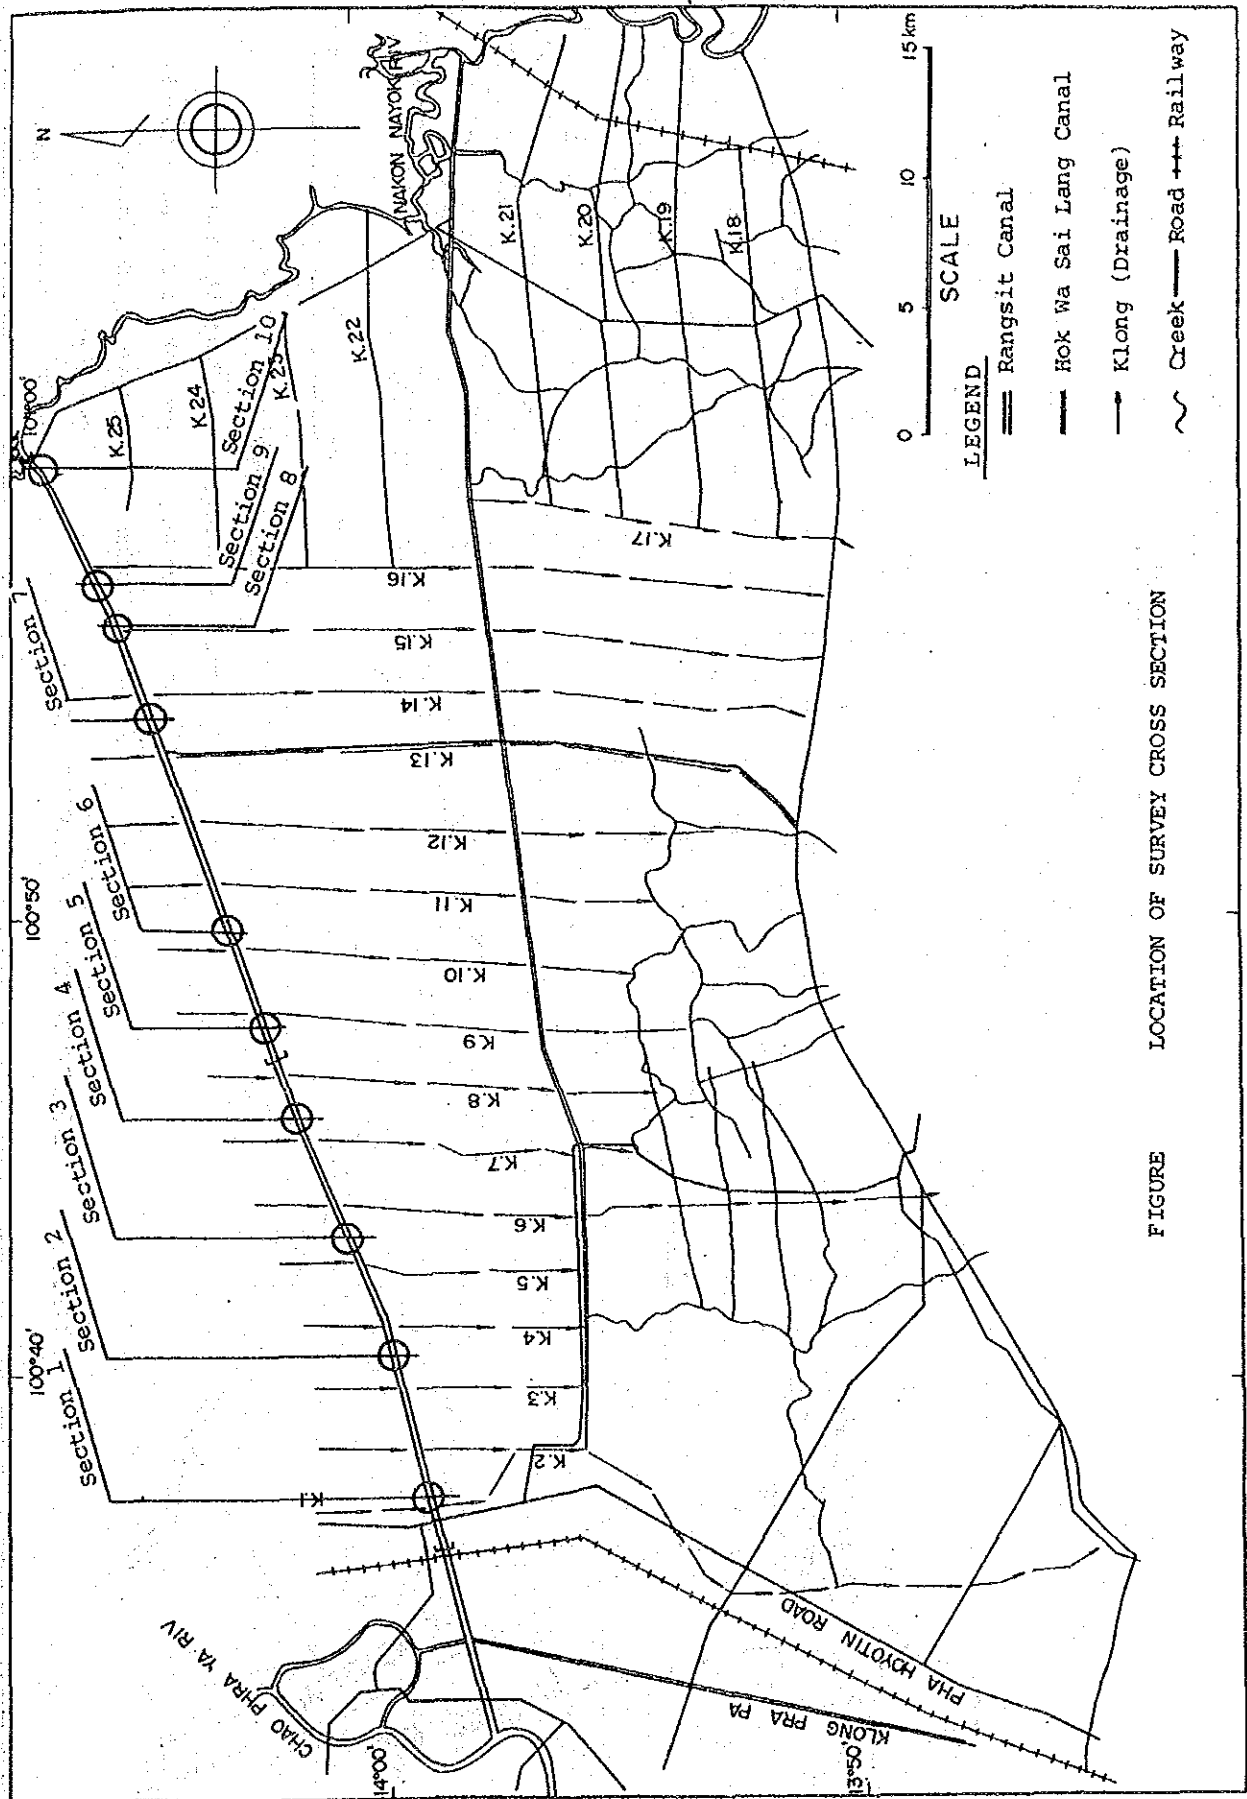 Section 1
Section 2
Section 3
Section 4
Section 5
Section 6
Section 7
Section 8
Section 9
Section 10
100°40'
100°50'
101°00'
14°00'
13°50'
N
CHAO PHRA YA RIV
NAKON NAYOK RIV
KLONG PRA PA
PHA HOYOTIN ROAD
K.1
K.2
K.3
K.4
K.5
K.6
K.7
K.8
K.9
K.10
K.11
K.12
K.13
K.14
K.15
K.16
K.17
K.18
K.19
K.20
K.21
K.22
K.23
K.24
K.25
0 5 10 15 km
SCALE
LEGEND
Rangsit Canal
Hok Wa Sai Lang Canal
Klong (Drainage)
Creek Road Railway
FIGURE LOCATION OF SURVEY CROSS SECTION